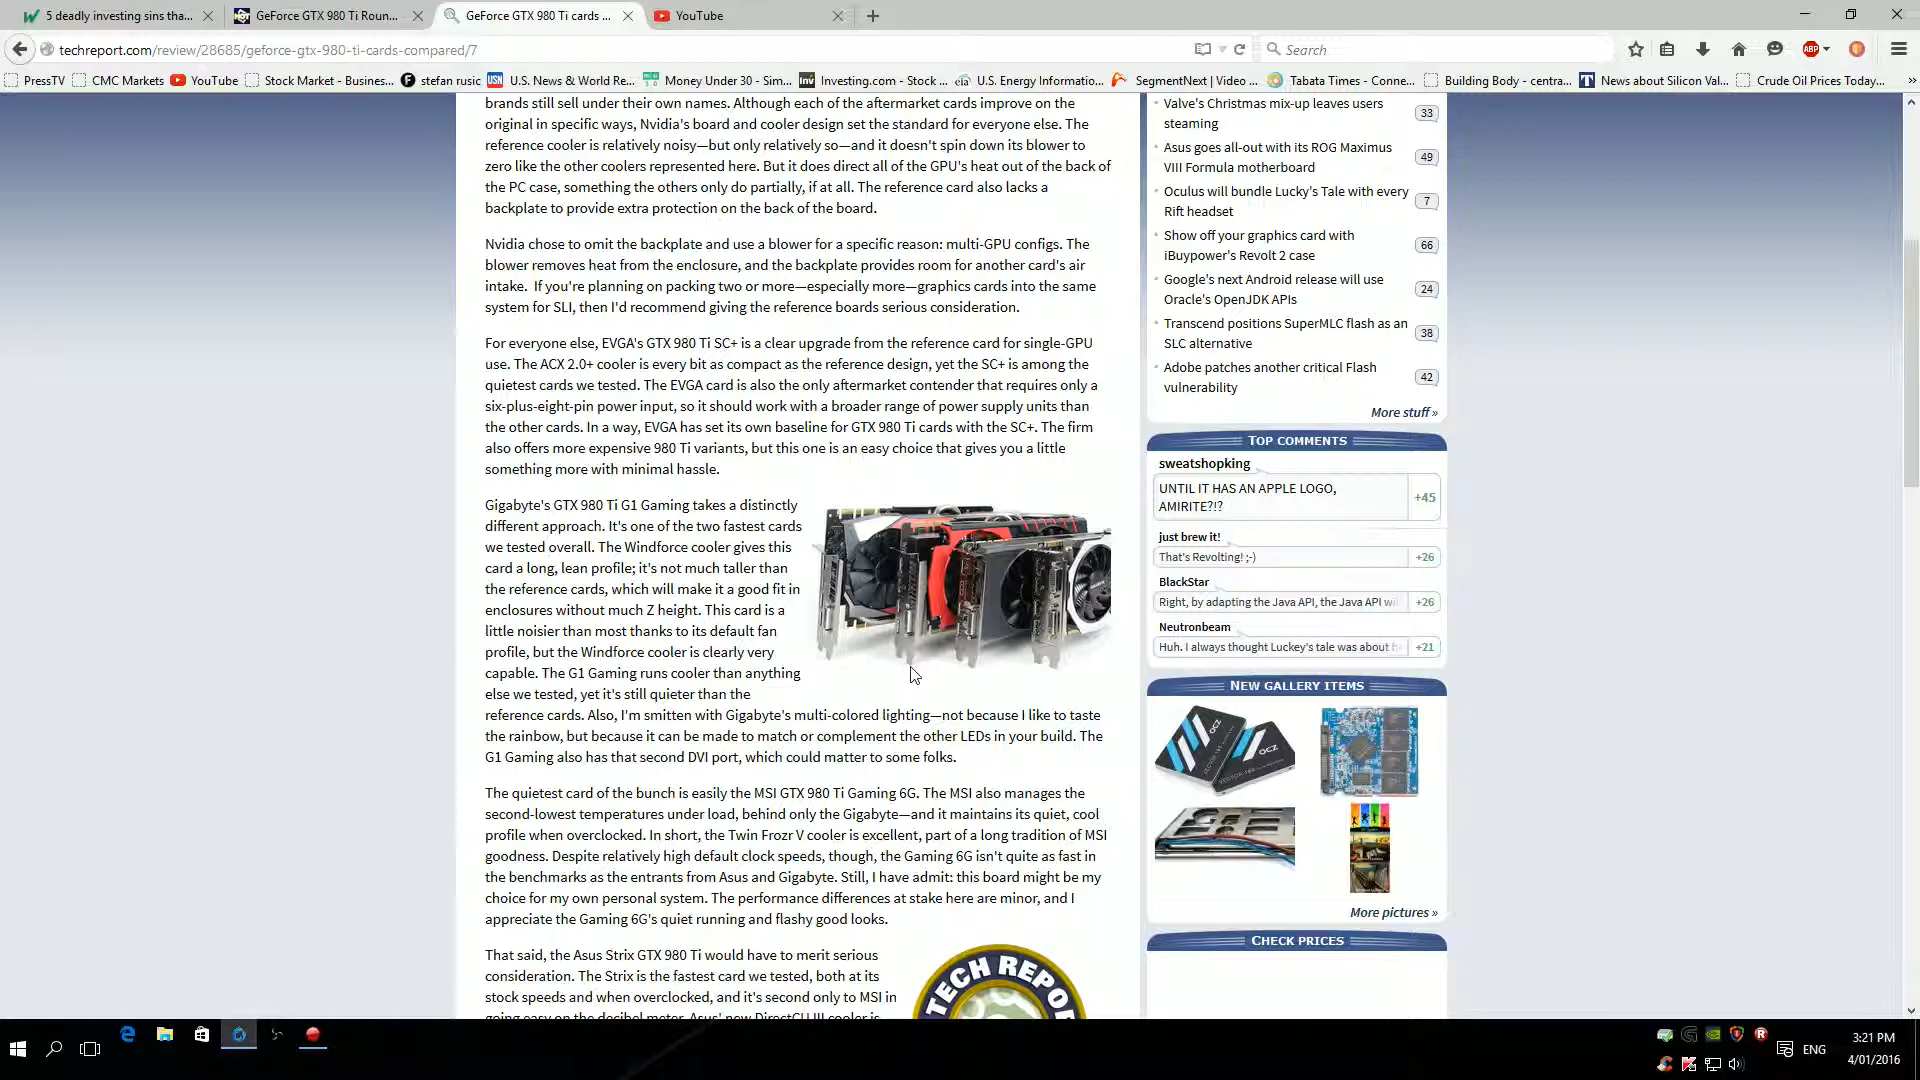 5 deadly investing sins tha...
GeForce GTX 980 Ti Roun...
GeForce GTX 980 Ti cards ...
YouTube
techreport.com/review/28685/geforce-gtx-980-ti-cards-compared/7
Search
ABP
PressTV
CMC Markets
YouTube
Stock Market - Busines...
stefan rusic
U.S. News & World Re...
Money Under 30 - Sim...
Investing.com - Stock ...
U.S. Energy Informatio...
SegmentNext | Video ...
Tabata Times - Conne...
Building Body - centra...
News about Silicon Val...
Crude Oil Prices Today...
brands still sell under their own names. Although each of the aftermarket cards improve on the
original in specific ways, Nvidia's board and cooler design set the standard for everyone else. The
reference cooler is relatively noisy—but only relatively so—and it doesn't spin down its blower to
zero like the other coolers represented here. But it does direct all of the GPU's heat out of the back of
the PC case, something the others only do partially, if at all. The reference card also lacks a
backplate to provide extra protection on the back of the board.
Nvidia chose to omit the backplate and use a blower for a specific reason: multi-GPU configs. The
blower removes heat from the enclosure, and the backplate provides room for another card's air
intake.  If you're planning on packing two or more—especially more—graphics cards into the same
system for SLI, then I'd recommend giving the reference boards serious consideration.
For everyone else, EVGA's GTX 980 Ti SC+ is a clear upgrade from the reference card for single-GPU
use. The ACX 2.0+ cooler is every bit as compact as the reference design, yet the SC+ is among the
quietest cards we tested. The EVGA card is also the only aftermarket contender that requires only a
six-plus-eight-pin power input, so it should work with a broader range of power supply units than
the other cards. In a way, EVGA has set its own baseline for GTX 980 Ti cards with the SC+. The firm
also offers more expensive 980 Ti variants, but this one is an easy choice that gives you a little
something more with minimal hassle.
Gigabyte's GTX 980 Ti G1 Gaming takes a distinctly
different approach. It's one of the two fastest cards
we tested overall. The Windforce cooler gives this
card a long, lean profile; it's not much taller than
the reference cards, which will make it a good fit in
enclosures without much Z height. This card is a
little noisier than most thanks to its default fan
profile, but the Windforce cooler is clearly very
capable. The G1 Gaming runs cooler than anything
else we tested, yet it's still quieter than the
reference cards. Also, I'm smitten with Gigabyte's multi-colored lighting—not because I like to taste
the rainbow, but because it can be made to match or complement the other LEDs in your build. The
G1 Gaming also has that second DVI port, which could matter to some folks.
The quietest card of the bunch is easily the MSI GTX 980 Ti Gaming 6G. The MSI also manages the
second-lowest temperatures under load, behind only the Gigabyte—and it maintains its quiet, cool
profile when overclocked. In short, the Twin Frozr V cooler is excellent, part of a long tradition of MSI
goodness. Despite relatively high default clock speeds, though, the Gaming 6G isn't quite as fast in
the benchmarks as the entrants from Asus and Gigabyte. Still, I have admit: this board might be my
choice for my own personal system. The performance differences at stake here are minor, and I
appreciate the Gaming 6G's quiet running and flashy good looks.
That said, the Asus Strix GTX 980 Ti would have to merit serious
consideration. The Strix is the fastest card we tested, both at its
stock speeds and when overclocked, and it's second only to MSI in
going easy on the decibel meter. Asus' new DirectCU III cooler is
TECH REPO
Valve's Christmas mix-up leaves users
steaming
33
Asus goes all-out with its ROG Maximus
VIII Formula motherboard
49
Oculus will bundle Lucky's Tale with every
Rift headset
7
Show off your graphics card with
iBuypower's Revolt 2 case
66
Google's next Android release will use
Oracle's OpenJDK APIs
24
Transcend positions SuperMLC flash as an
SLC alternative
38
Adobe patches another critical Flash
vulnerability
42
More stuff »
TOP COMMENTS
sweatshopking
UNTIL IT HAS AN APPLE LOGO,
AMIRITE?!?
+45
just brew it!
That's Revolting! ;-)
+26
BlackStar
Right, by adapting the Java API, the Java API wi
+26
Neutronbeam
Huh. I always thought Luckey's tale was about
+21
NEW GALLERY ITEMS
OCZ
OCZ
More pictures »
CHECK PRICES
ENG
3:21 PM
4/01/2016